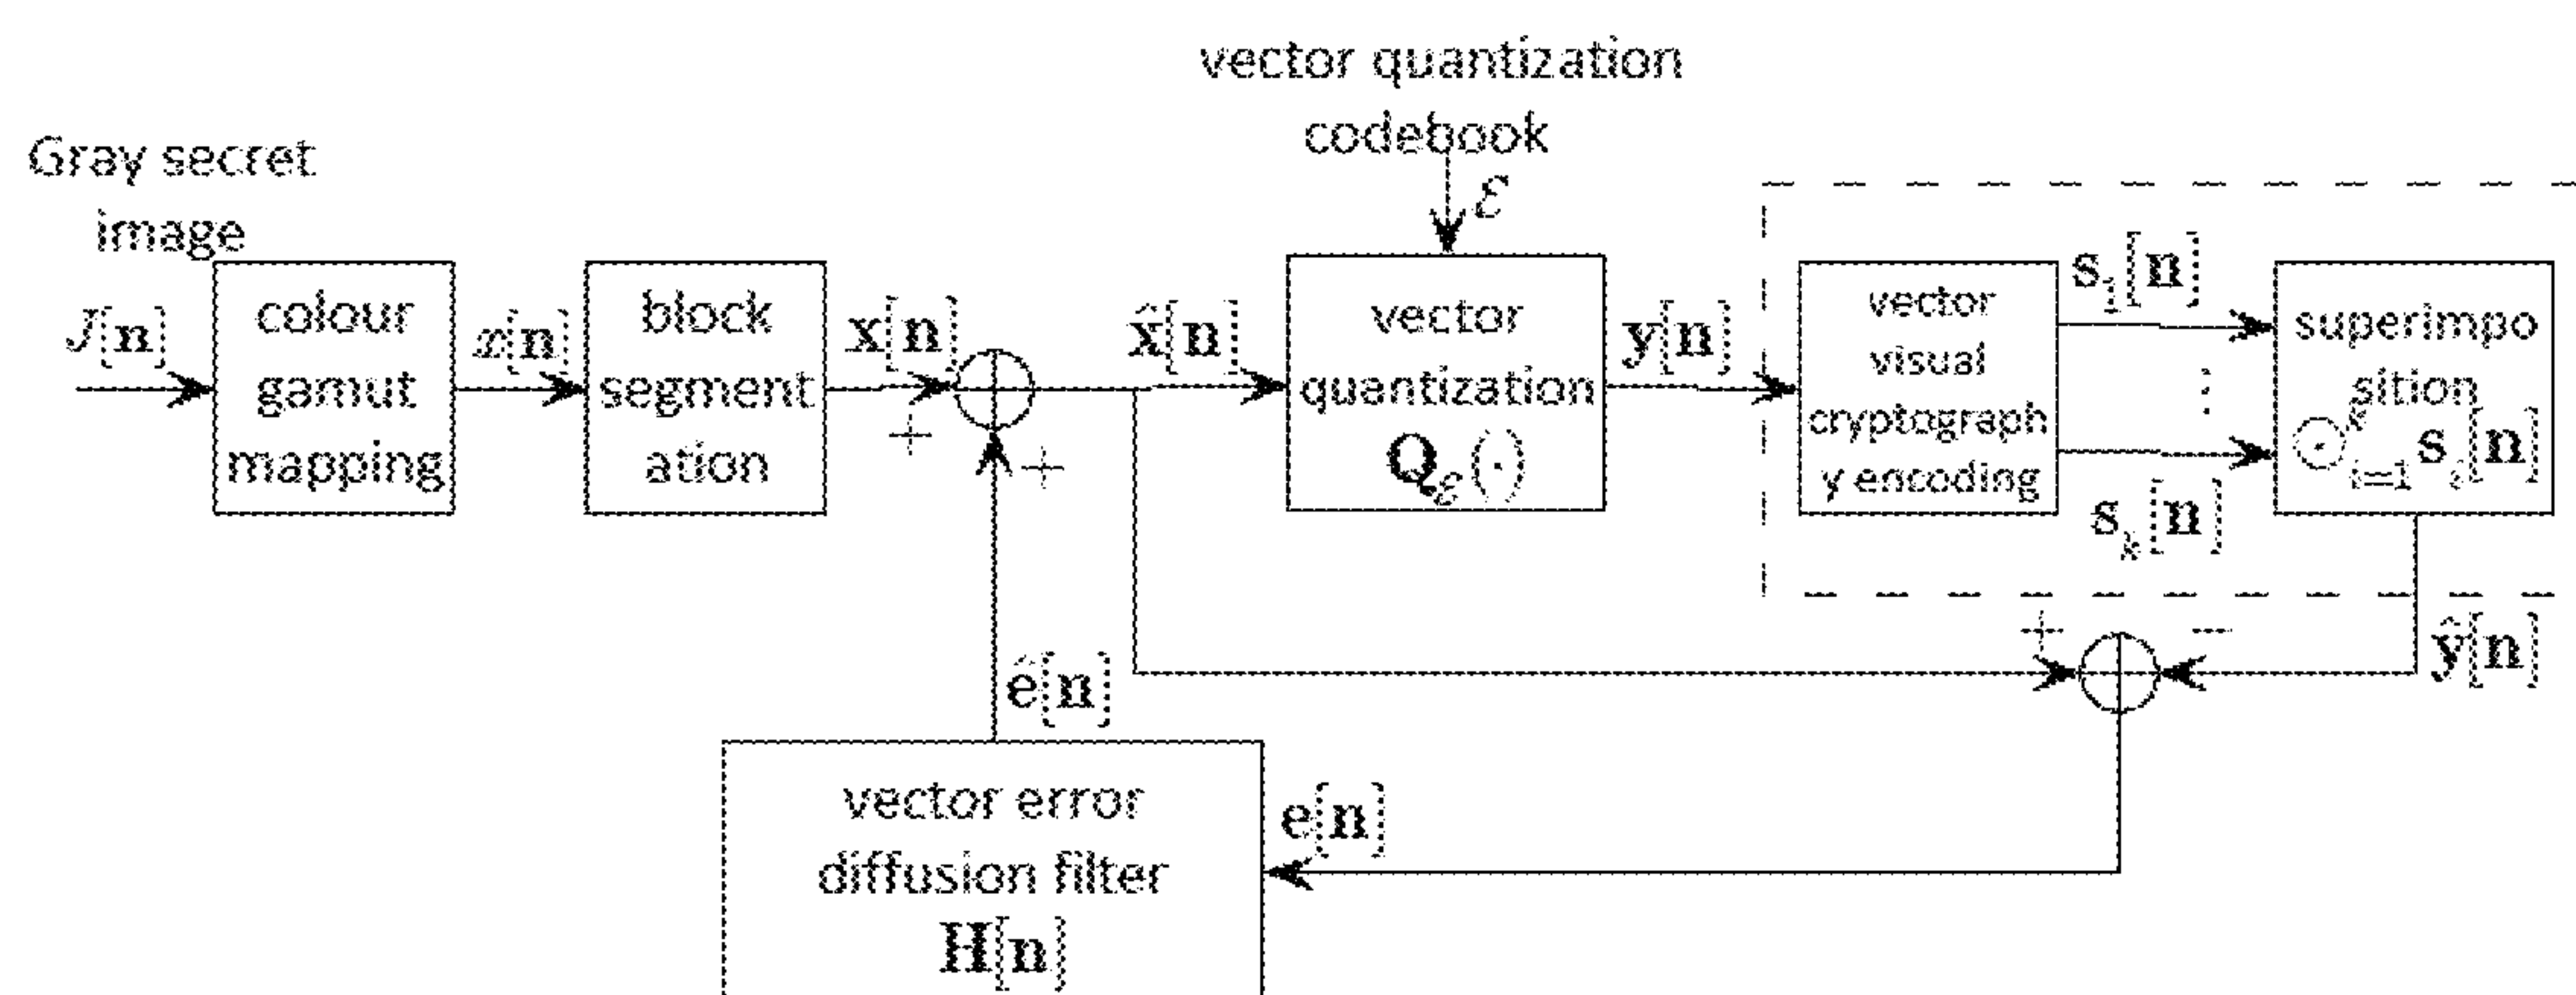 vector quantization
codebook
ℰ
Gray secret
image
J[n]
colour
gamut
mapping
x[n]
block
segment
ation
x[n]
+
+
x̂[n]
vector
quantization
Q_ℰ(·)
y[n]
vector
visual
cryptograph
y encoding
s_1[n]
⋮
s_k[n]
superimpo
sition
⊙_{i=1}^k s_i[n]
+
−
ŷ[n]
ê[n]
vector error
diffusion filter
H[n]
e[n]